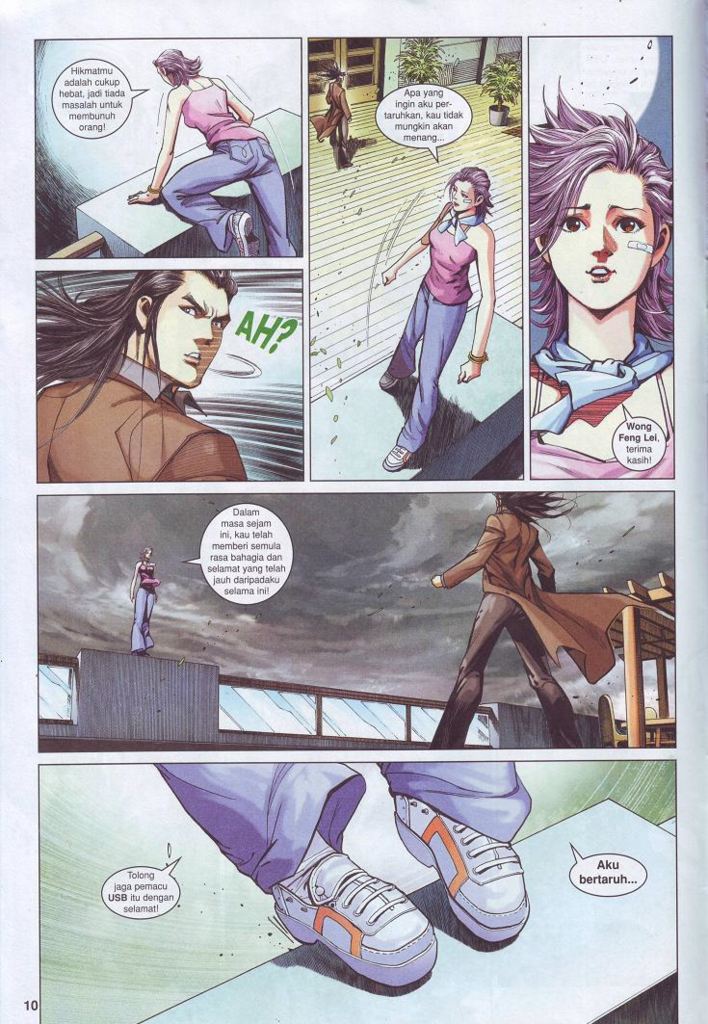 Hikmatmu
adalah cukup
hebat, jadi tiada
masalah untuk
membunuh
orang!
Apa yang
ingin aku per-
taruhkan, kau tidak
mungkin akan
menang...
AH?
Wong
Feng Lei,
terima
kasih!
Dalam
masa sejam
ini, kau telah
memberi semula
rasa bahagia dan
selamat yang telah
jauh daripadaku
selama ini!
Tolong
jaga pemacu
USB itu dengan
selamat!
Aku
bertaruh...
10